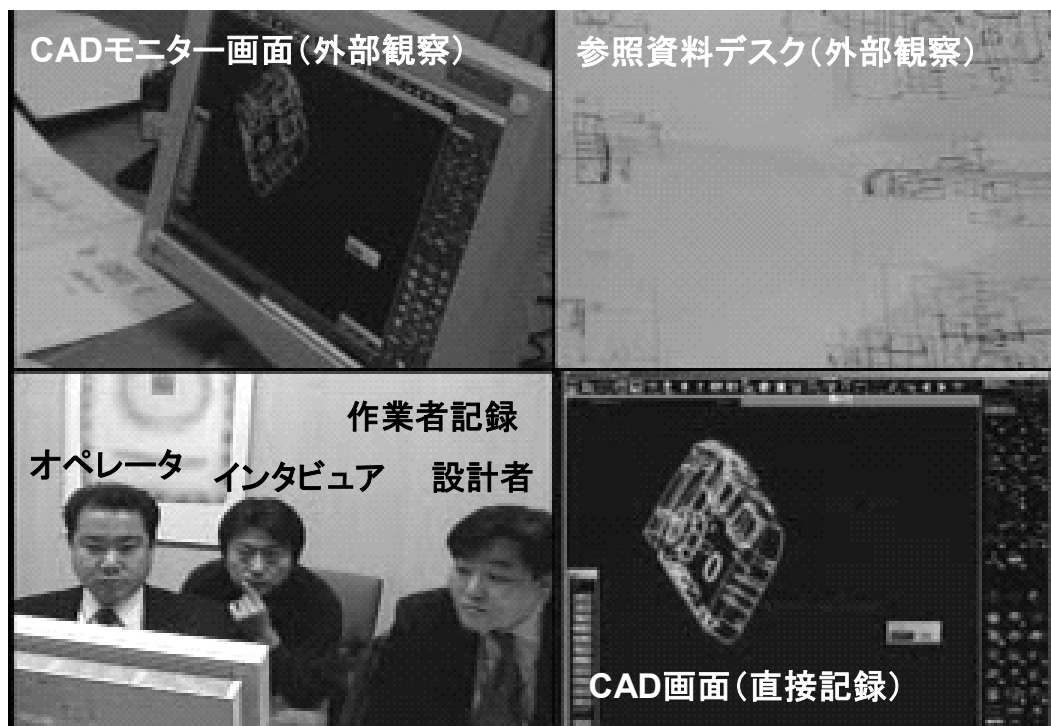 CADモニター画面(外部観察)
参照資料デスク(外部観察)
作業者記録
オペレータ
インタビュア
設計者
CAD画面(直接記録)